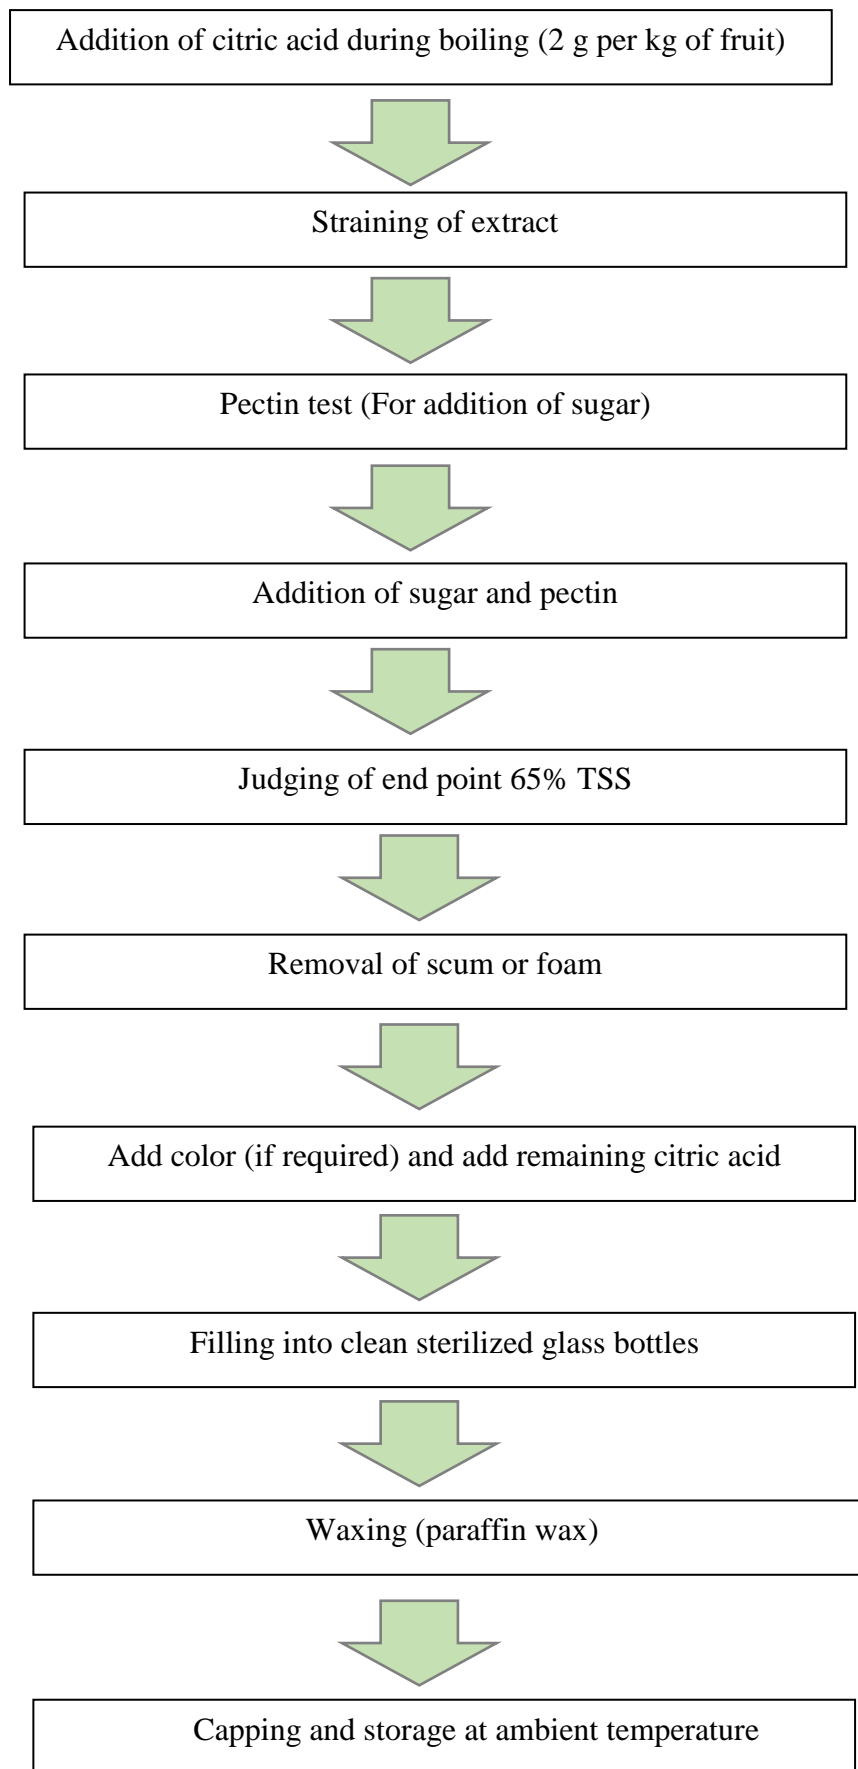 Addition of citric acid during boiling (2 g per kg of fruit)
Straining of extract
Pectin test (For addition of sugar)
Addition of sugar and pectin
Judging of end point 65% TSS
Removal of scum or foam
Add color (if required) and add remaining citric acid
Filling into clean sterilized glass bottles
Waxing (paraffin wax)
Capping and storage at ambient temperature